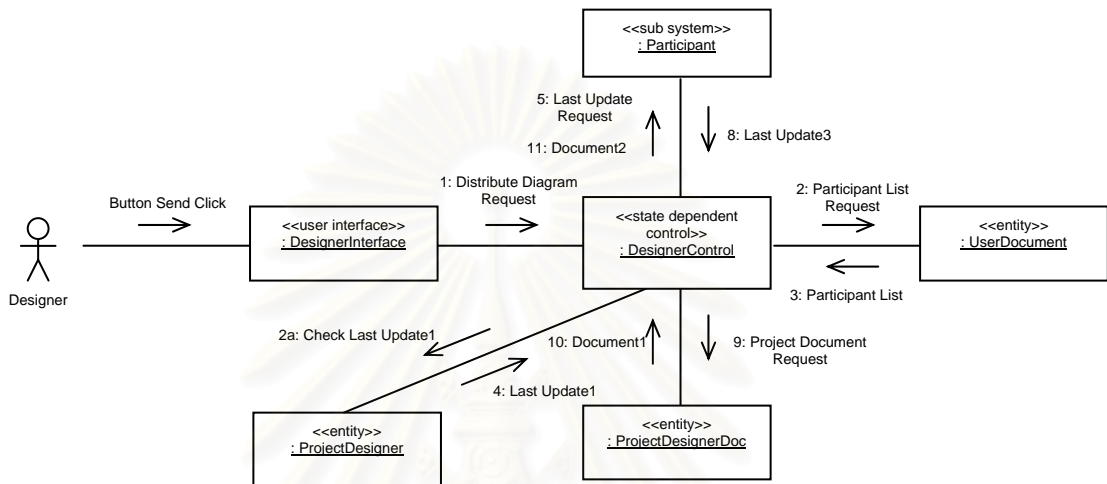 <<sub system>>
: Participant
5: Last Update
Request
8: Last Update3
11: Document2
1: Distribute Diagram
Request
2: Participant List
Request
Button Send Click
<<user interface>>
: DesignerInterface
<<state dependent
control>>
: DesignerControl
<<entity>>
: UserDocument
Designer
3: Participant List
2a: Check Last Update1
10: Document1
9: Project Document
Request
4: Last Update1
<<entity>>
: ProjectDesigner
<<entity>>
: ProjectDesignerDoc